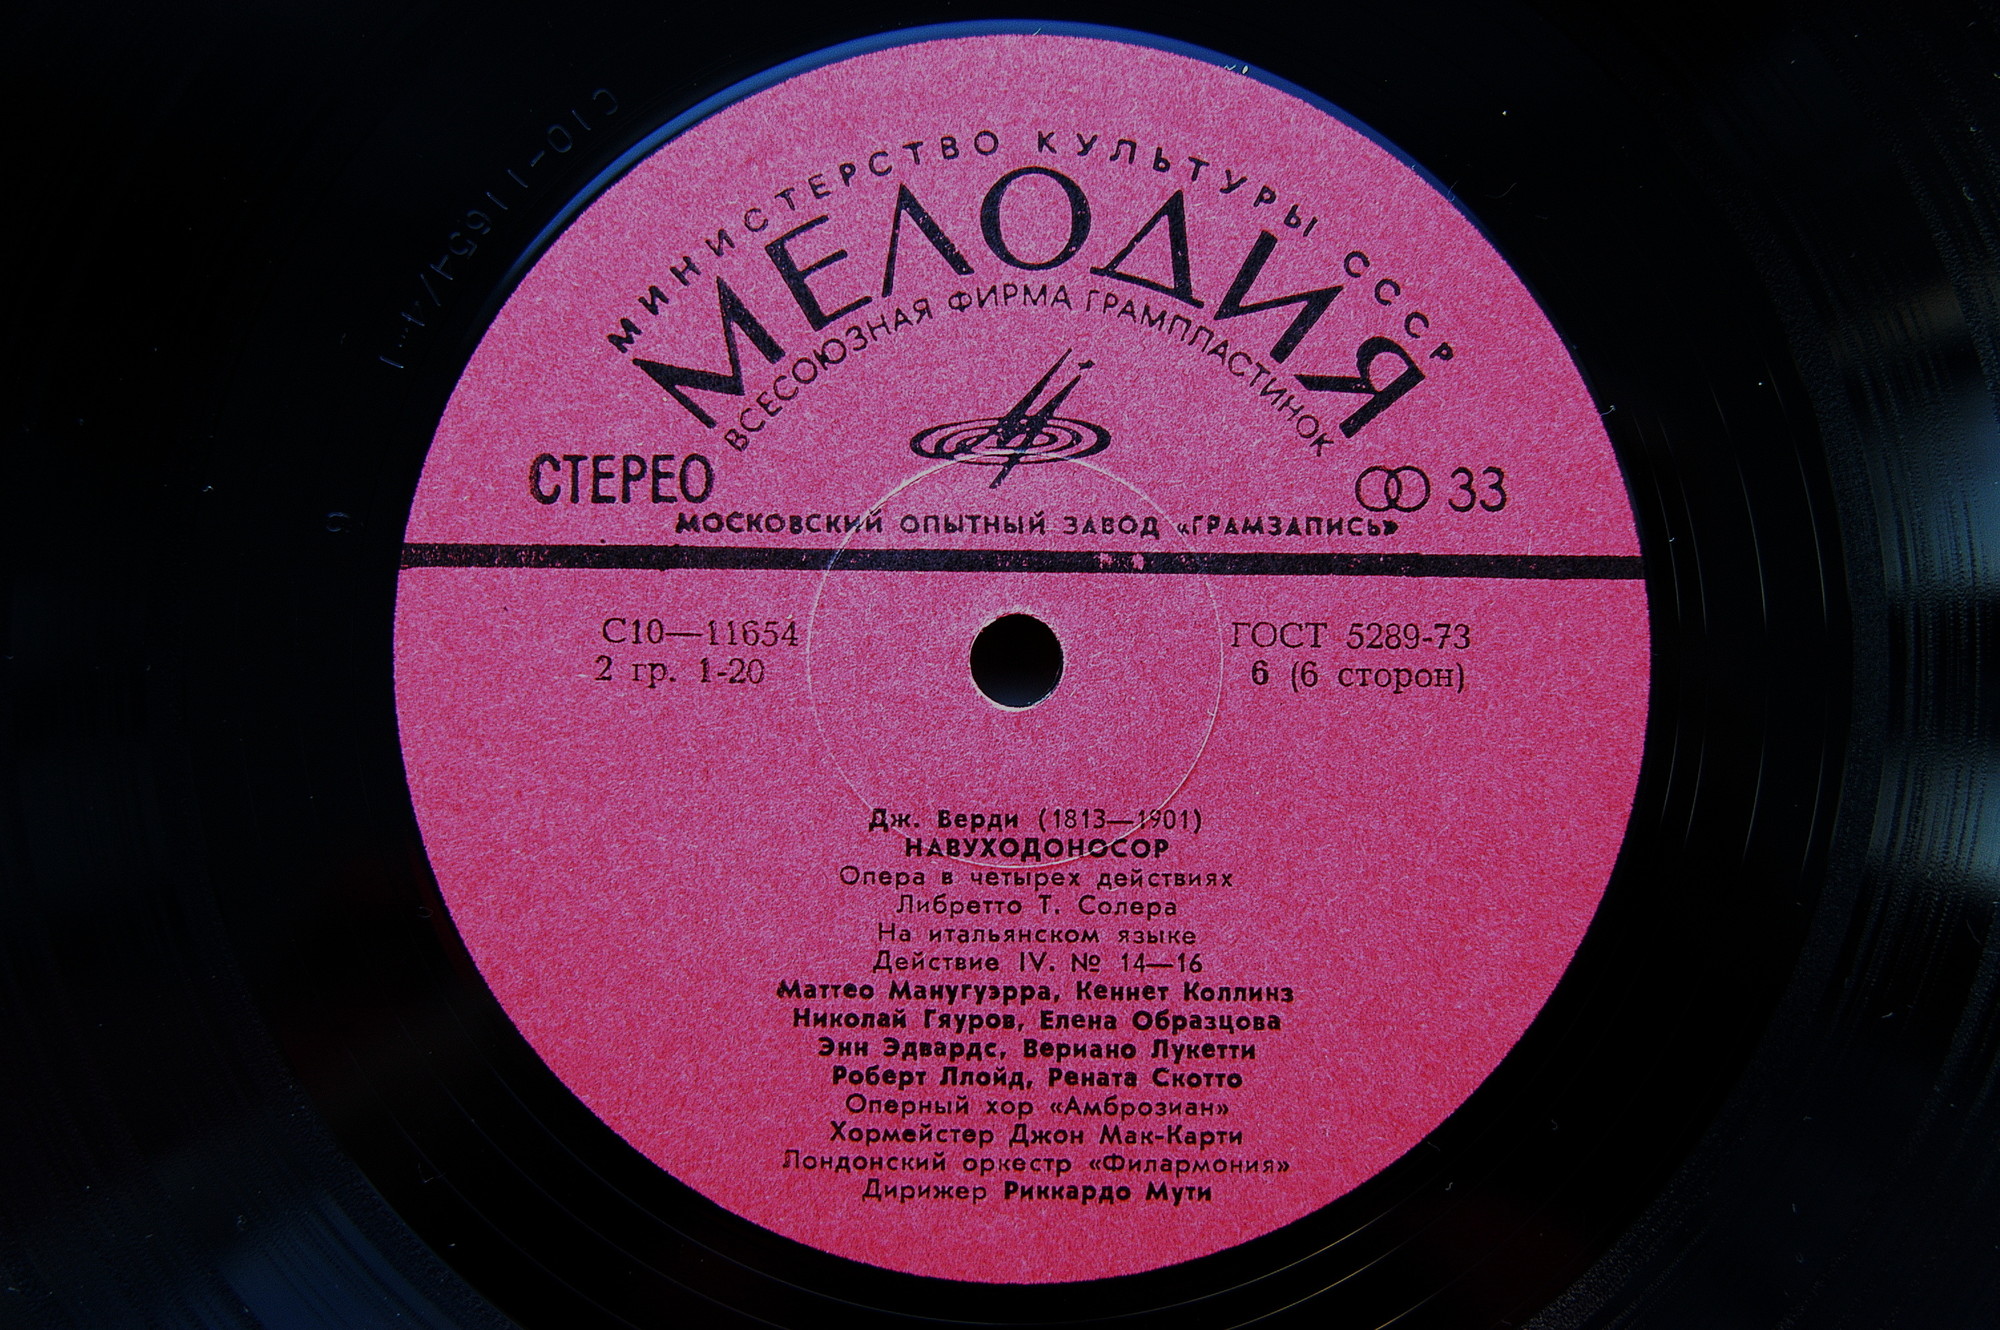 МИНИСТЕРСТВО КУЛЬТУРЫ СССР
МЕЛОДИЯ
ВСЕСОЮЗНАЯ ФИРМА ГРАМПЛАСТИНОК
СТЕРЕО
33
МОСКОВСКИЙ ОПЫТНЫЙ ЗАВОД «ГРАМЗАПИСЬ»
С10—11654
ГОСТ 5289-73
2 гр. 1-20
6 (6 сторон)
Дж. Верди (1813—1901)
НАВУХОДОНОСОР
Опера в четырех действиях
Либретто Т. Солера
На итальянском языке
Действие IV. № 14—16
Маттео Манугуэрра, Кеннет Коллинз
Николай Гяуров, Елена Образцова
Энн Эдвардс, Вериано Лукетти
Роберт Ллойд, Рената Скотто
Оперный хор «Амброзиан»
Хормейстер Джон Мак-Карти
Лондонский оркестр «Филармония»
Дирижер Риккардо Мути